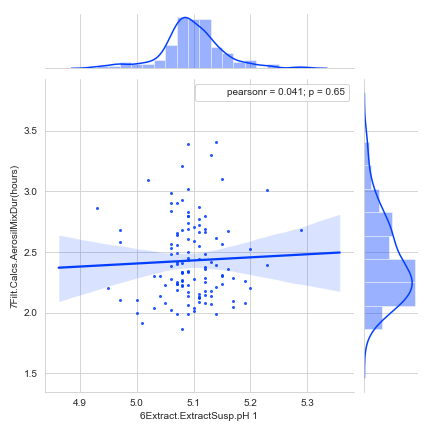 pearsonr = 0.041; p = 0.65
3.5
3.0
2.5
2.0
1.5
7Filt.Calcs.AerosilMixDur(hours)
4.9 5.0 5.1 5.2 5.3
6Extract.ExtractSusp.pH 1